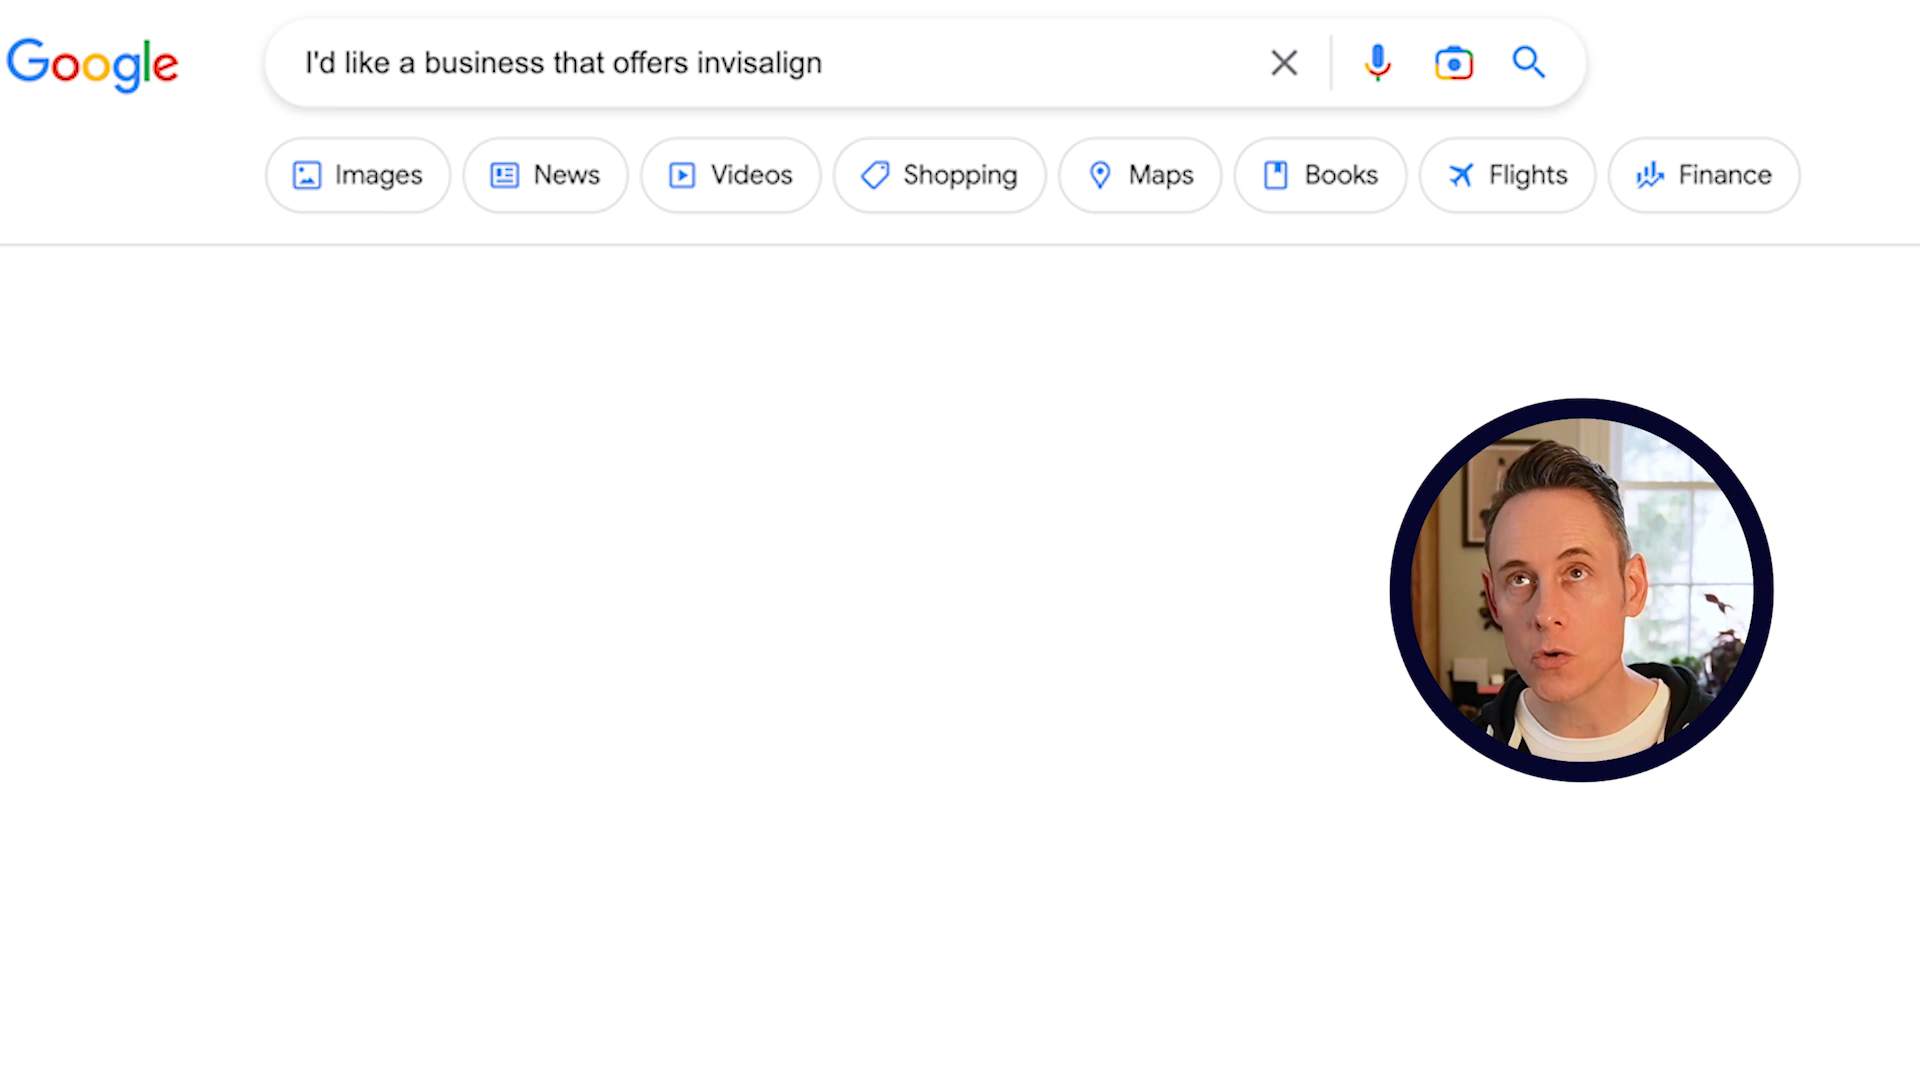 Google
I'd like a business that offers invisalign
Images
News
Videos
Shopping
Maps
Books
Flights
Finance